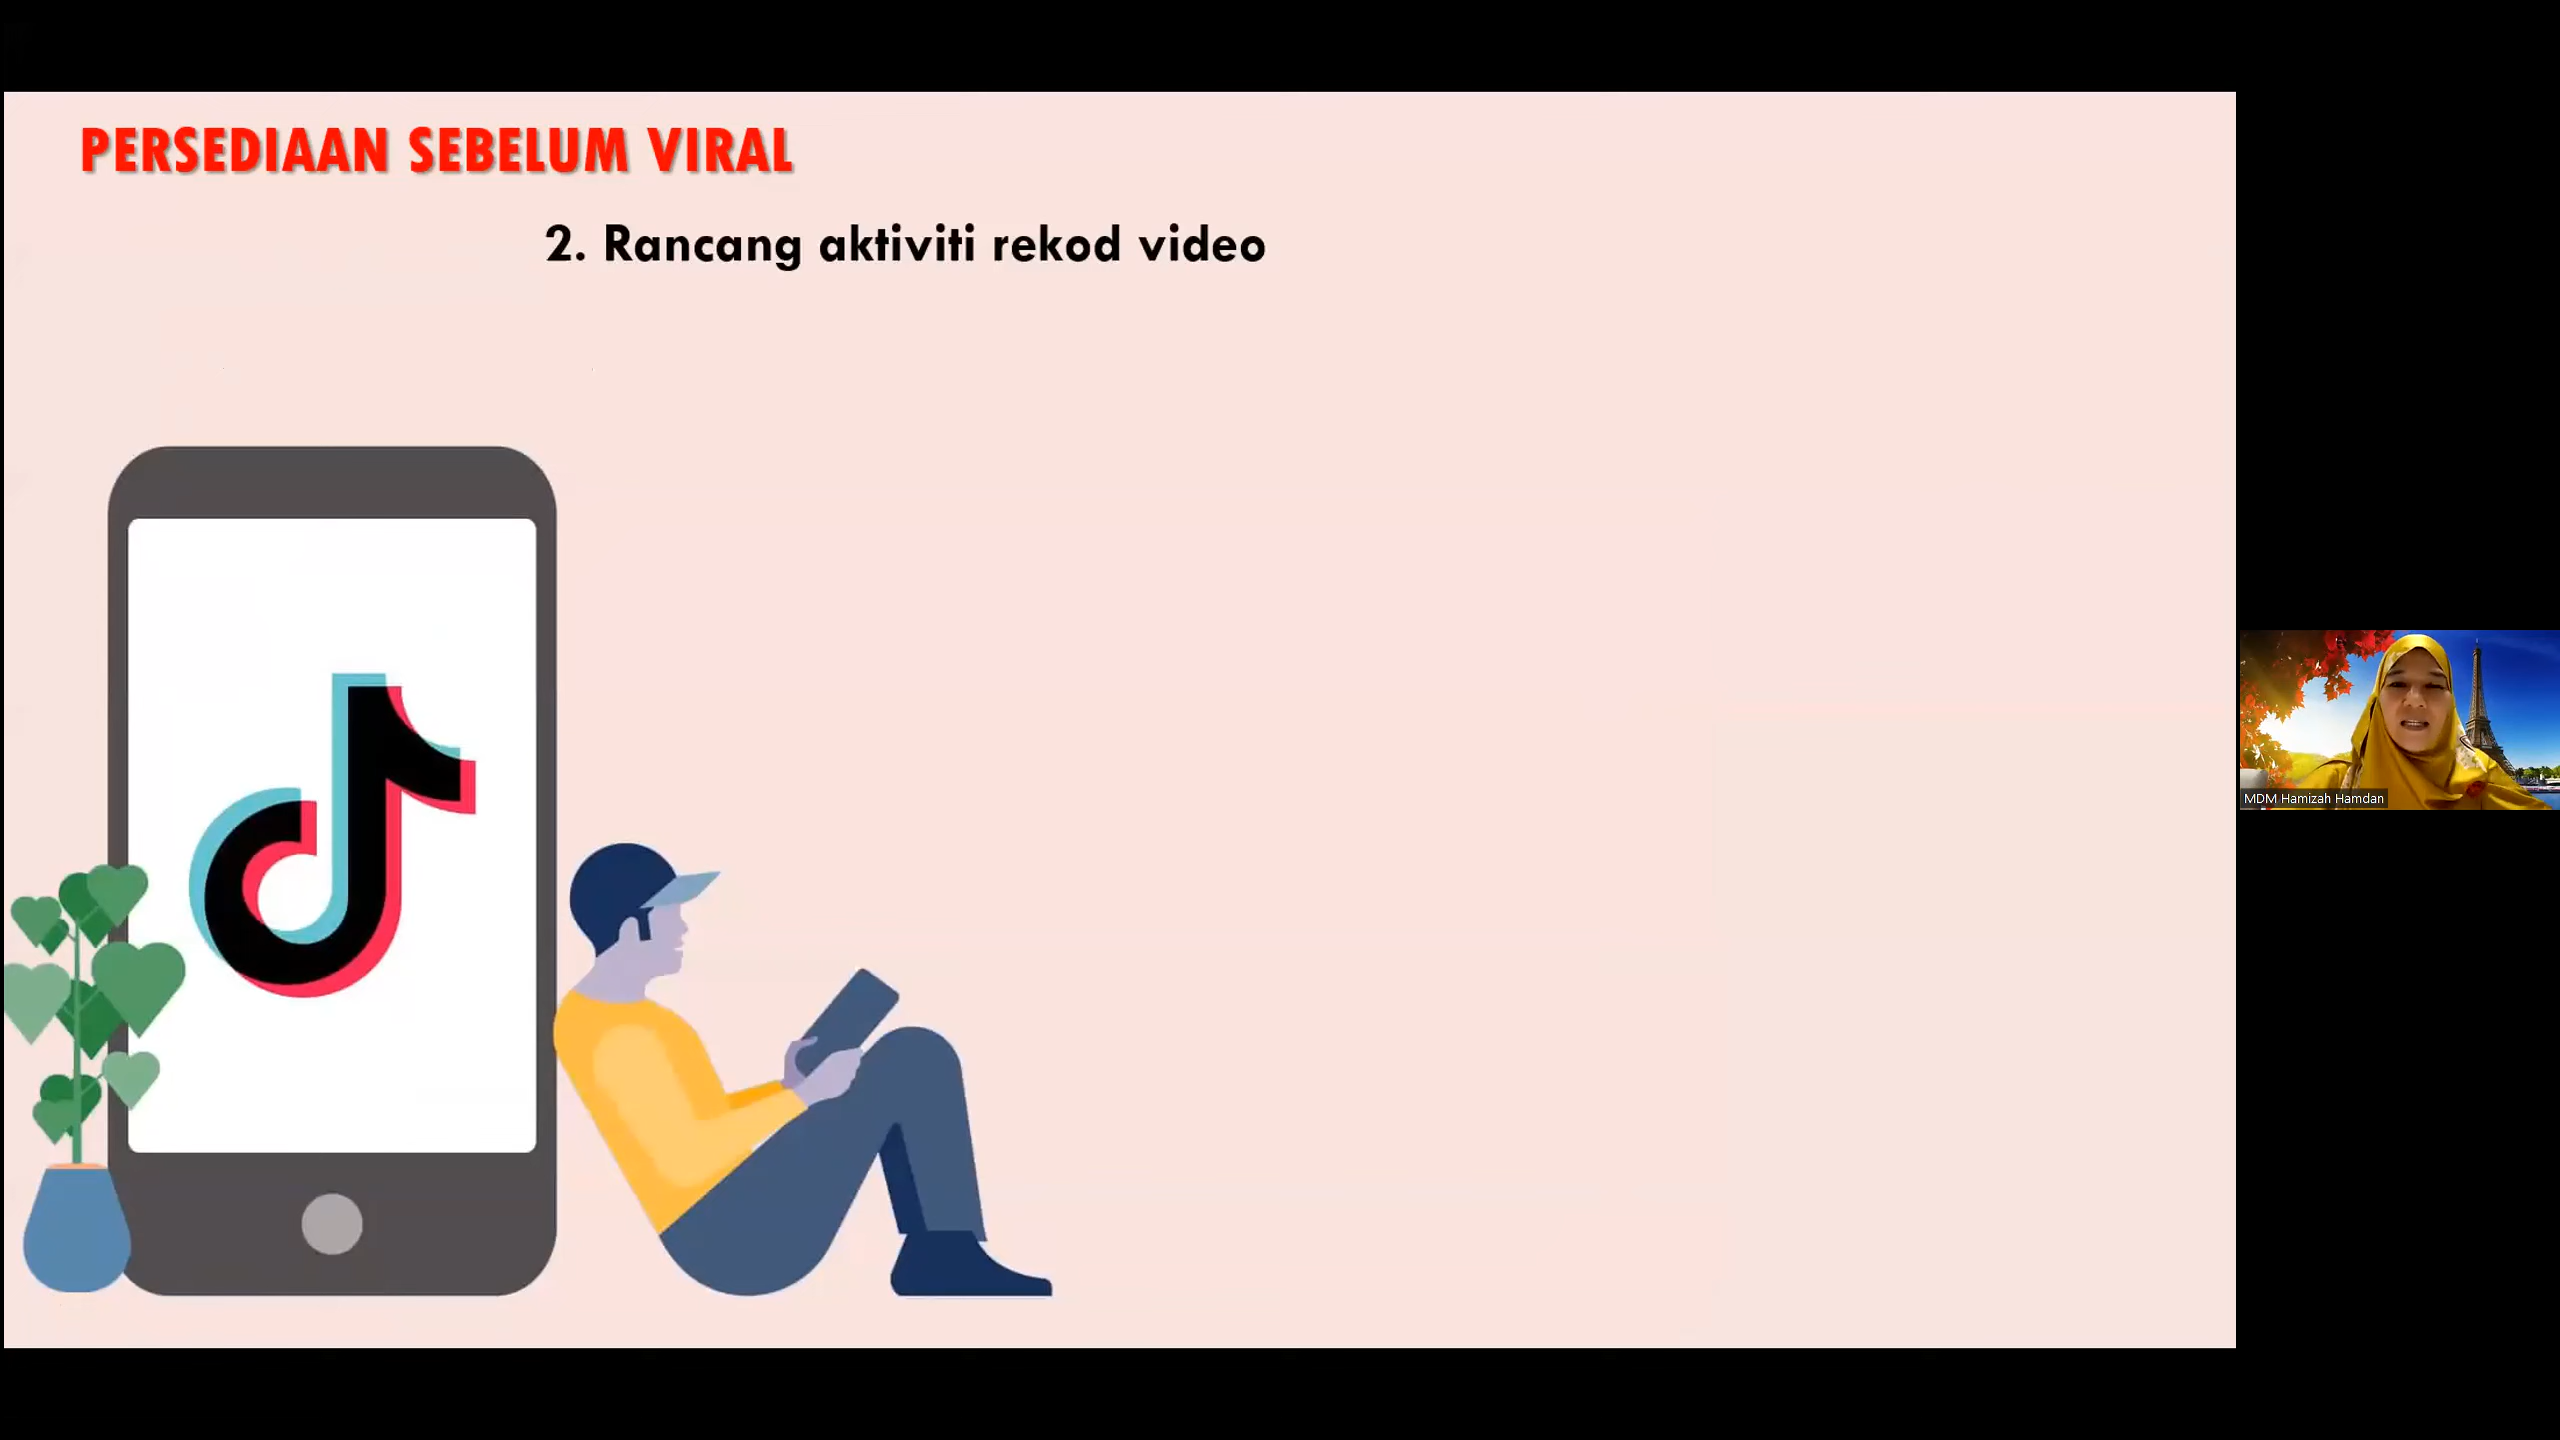 PERSEDIAAN SEBELUM VIRAL
2. Rancang aktiviti rekod video
MDM Hamizah Hamdan